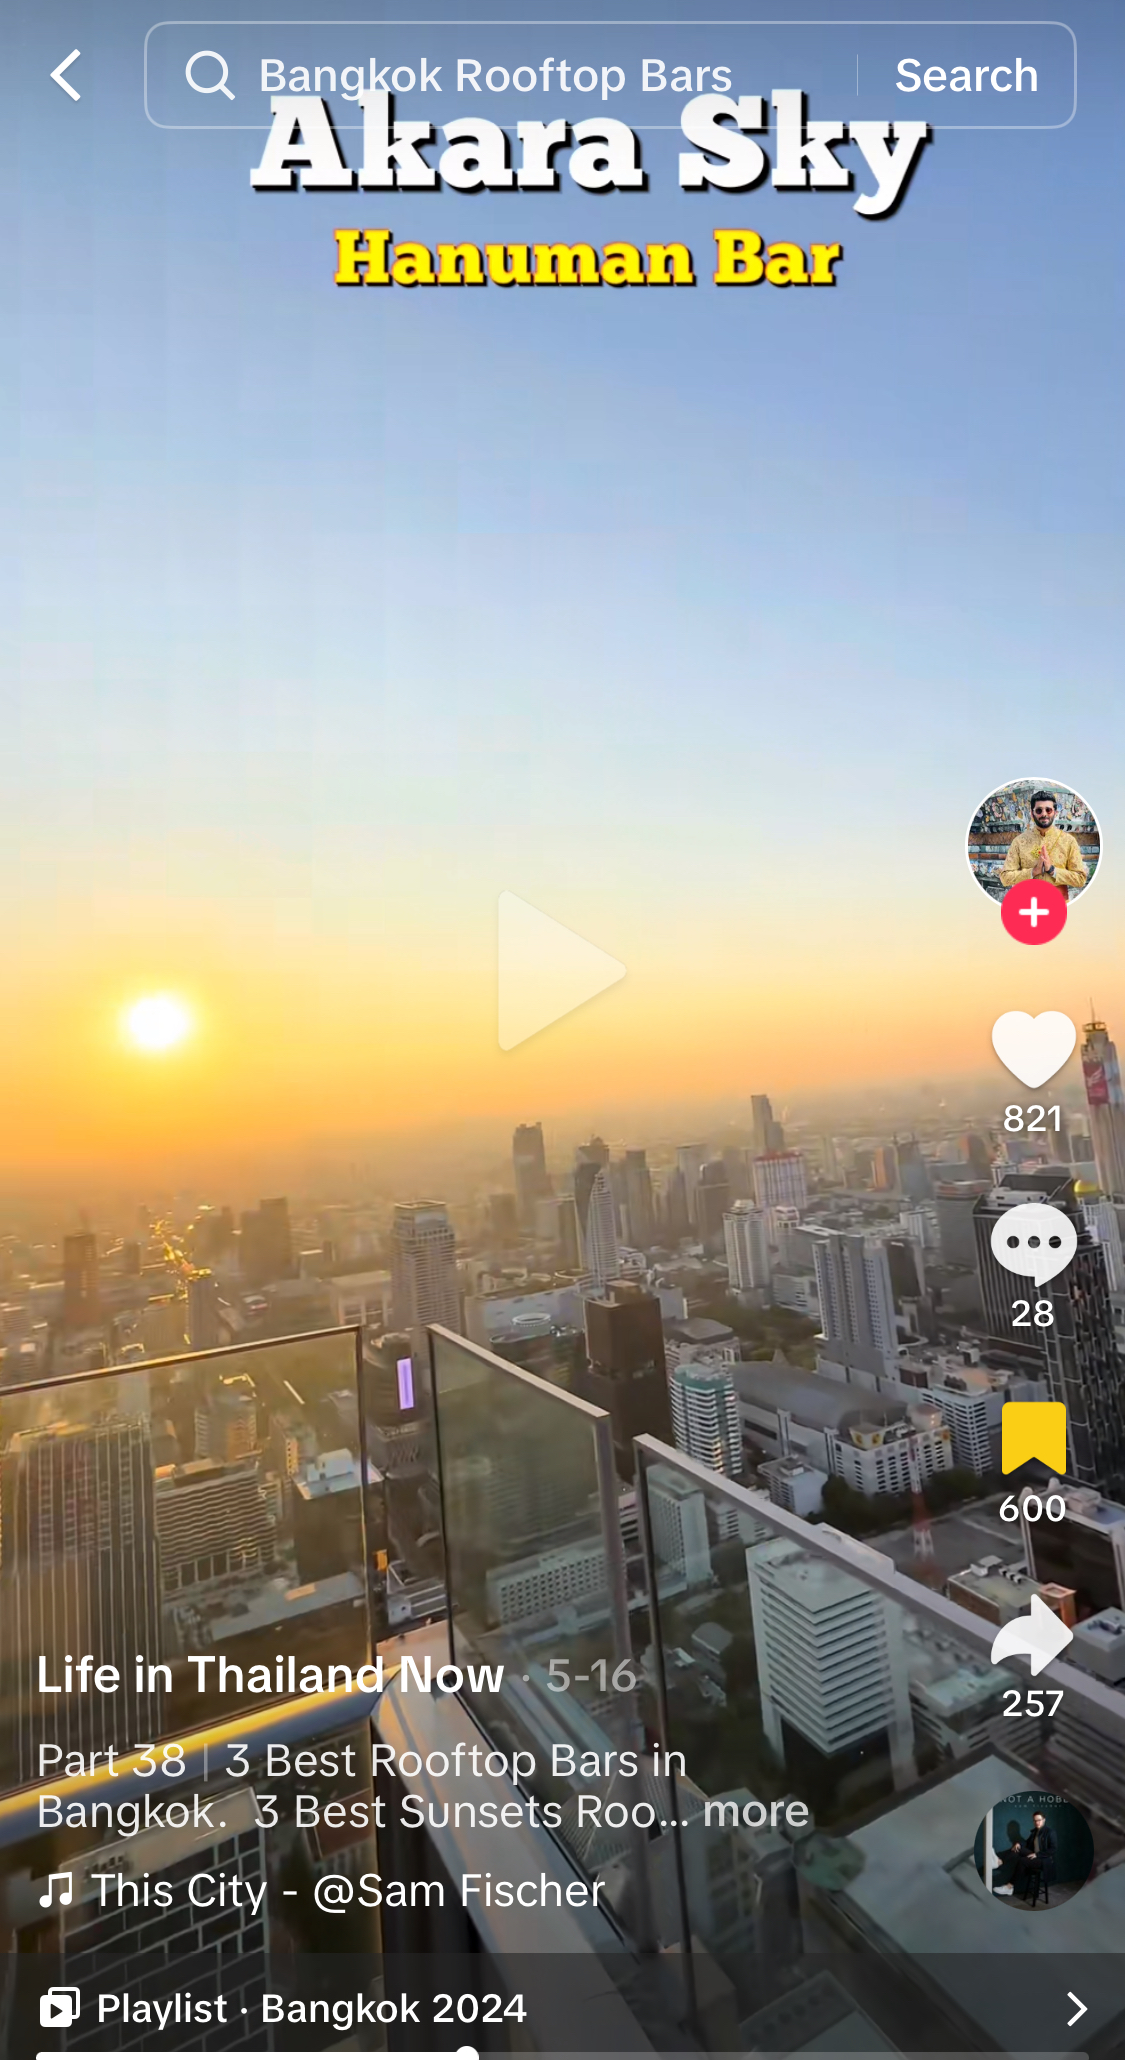 Bangkok Rooftop Bars
Search
Akara Sky
Hanuman Bar
821
28
600
257
Life in Thailand Now · 5-16
Part 38 | 3 Best Rooftop Bars in
Bangkok. 3 Best Sunsets Roo... more
This City - @Sam Fischer
NOT A HOB
Playlist · Bangkok 2024